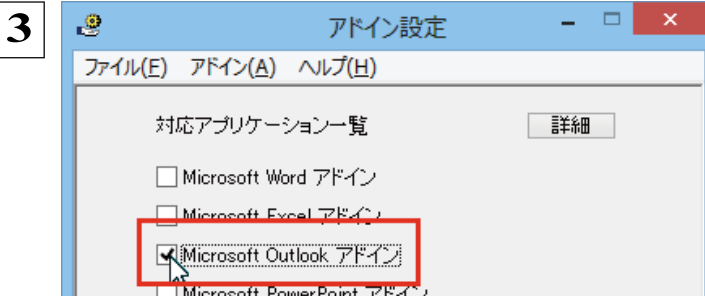 3
アドイン設定
ファイル(F) アドイン(A) ヘルプ(H)
対応アプリケーション一覧 詳細
Microsoft Word アドイン
Microsoft Excel アドイン
Microsoft Outlook アドイン
Microsoft PowerPoint アドイン